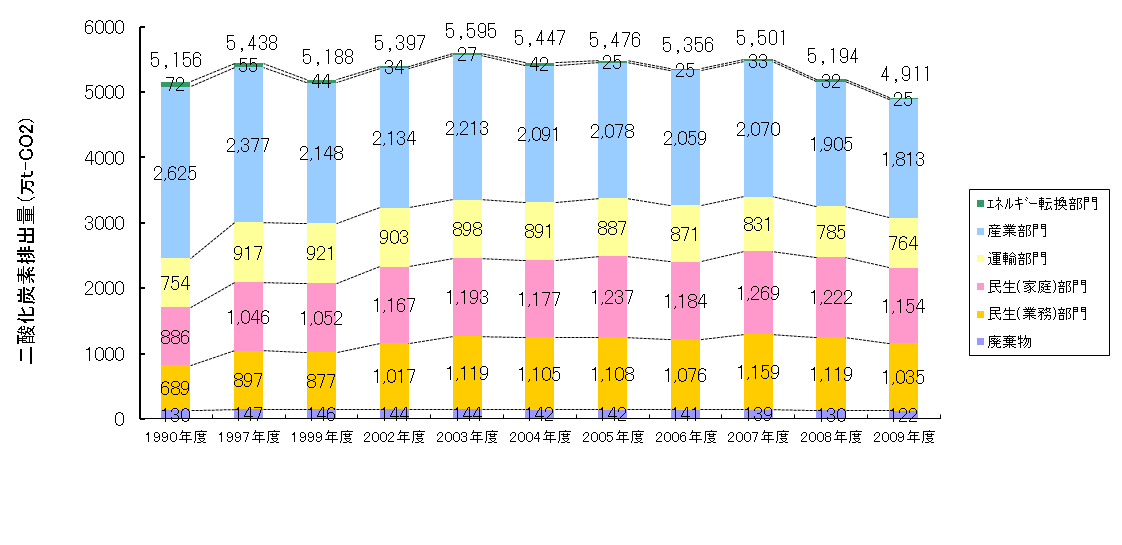 6000
5000
4000
3000
2000
1000
0
二酸化炭素排出量(万t-CO2)
5,156 5,438 5,188 5,397 5,595 5,447 5,476 5,356 5,501 5,194 4,911
72 55 44 34 27 42 25 25 33 32 25
2,625 2,377 2,148 2,134 2,213 2,091 2,078 2,059 2,070 1,905 1,813
754 917 921 903 898 891 887 871 831 785 764
886 1,046 1,052 1,167 1,193 1,177 1,237 1,184 1,269 1,222 1,154
689 897 877 1,017 1,119 1,105 1,108 1,076 1,159 1,119 1,035
130 147 146 144 144 142 142 141 139 130 122
1990年度 1997年度 1999年度 2002年度 2003年度 2004年度 2005年度 2006年度 2007年度 2008年度 2009年度
ｴﾈﾙｷﾞｰ転換部門
産業部門
運輸部門
民生(家庭)部門
民生(業務)部門
廃棄物